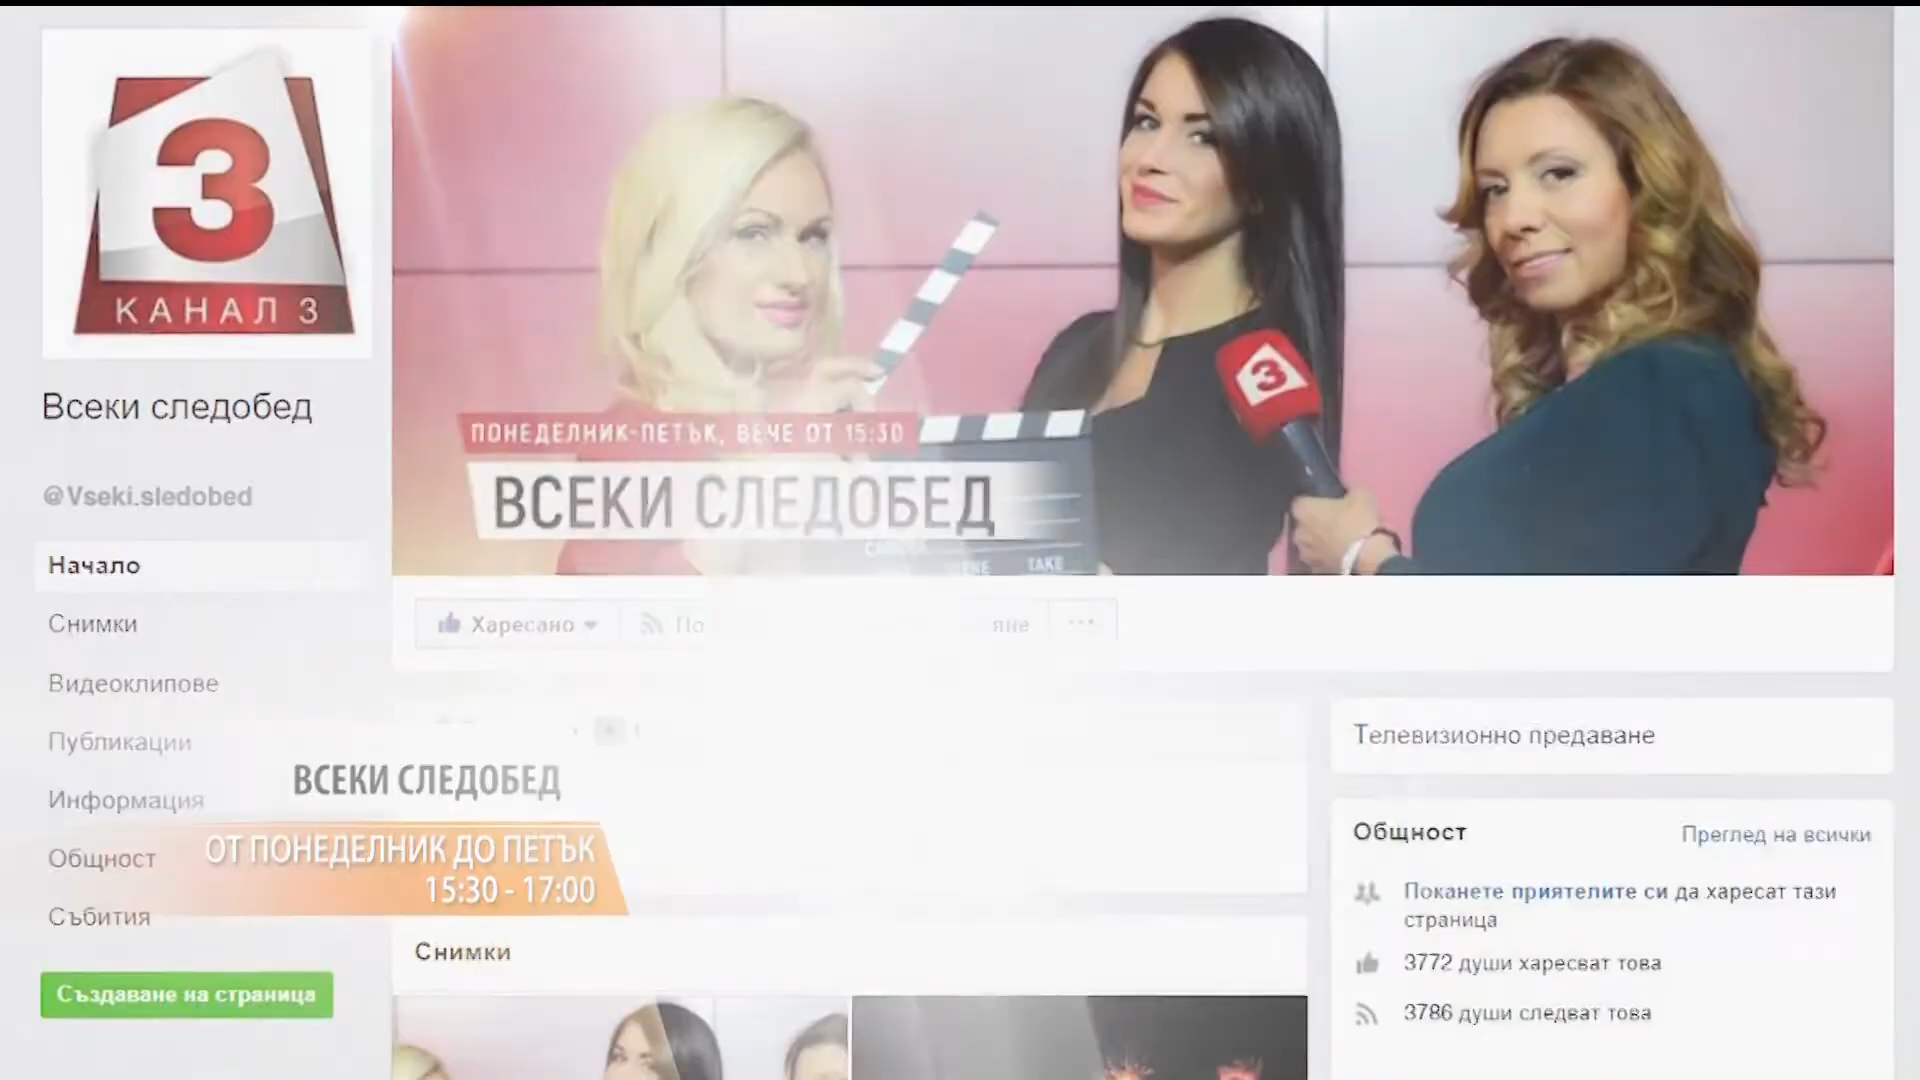 3
КАНАЛ 3
Всеки следобед
@Vseki.sledobed
Начало
Снимки
Видеоклипове
Публикации
Информация
Общност
Събития
Създаване на страница
3
ПОНЕДЕЛНИК-ПЕТЪК, ВЕЧЕ ОТ 15:30
ВСЕКИ СЛЕДОБЕД
TAKE
Харесано
ВСЕКИ СЛЕДОБЕД
ОТ ПОНЕДЕЛНИК ДО ПЕТЪК
15:30 - 17:00
Снимки
Телевизионно предаване
Общност Преглед на всички
Поканете приятелите си да харесат тази
страница
3772 души харесват това
3786 души следват това